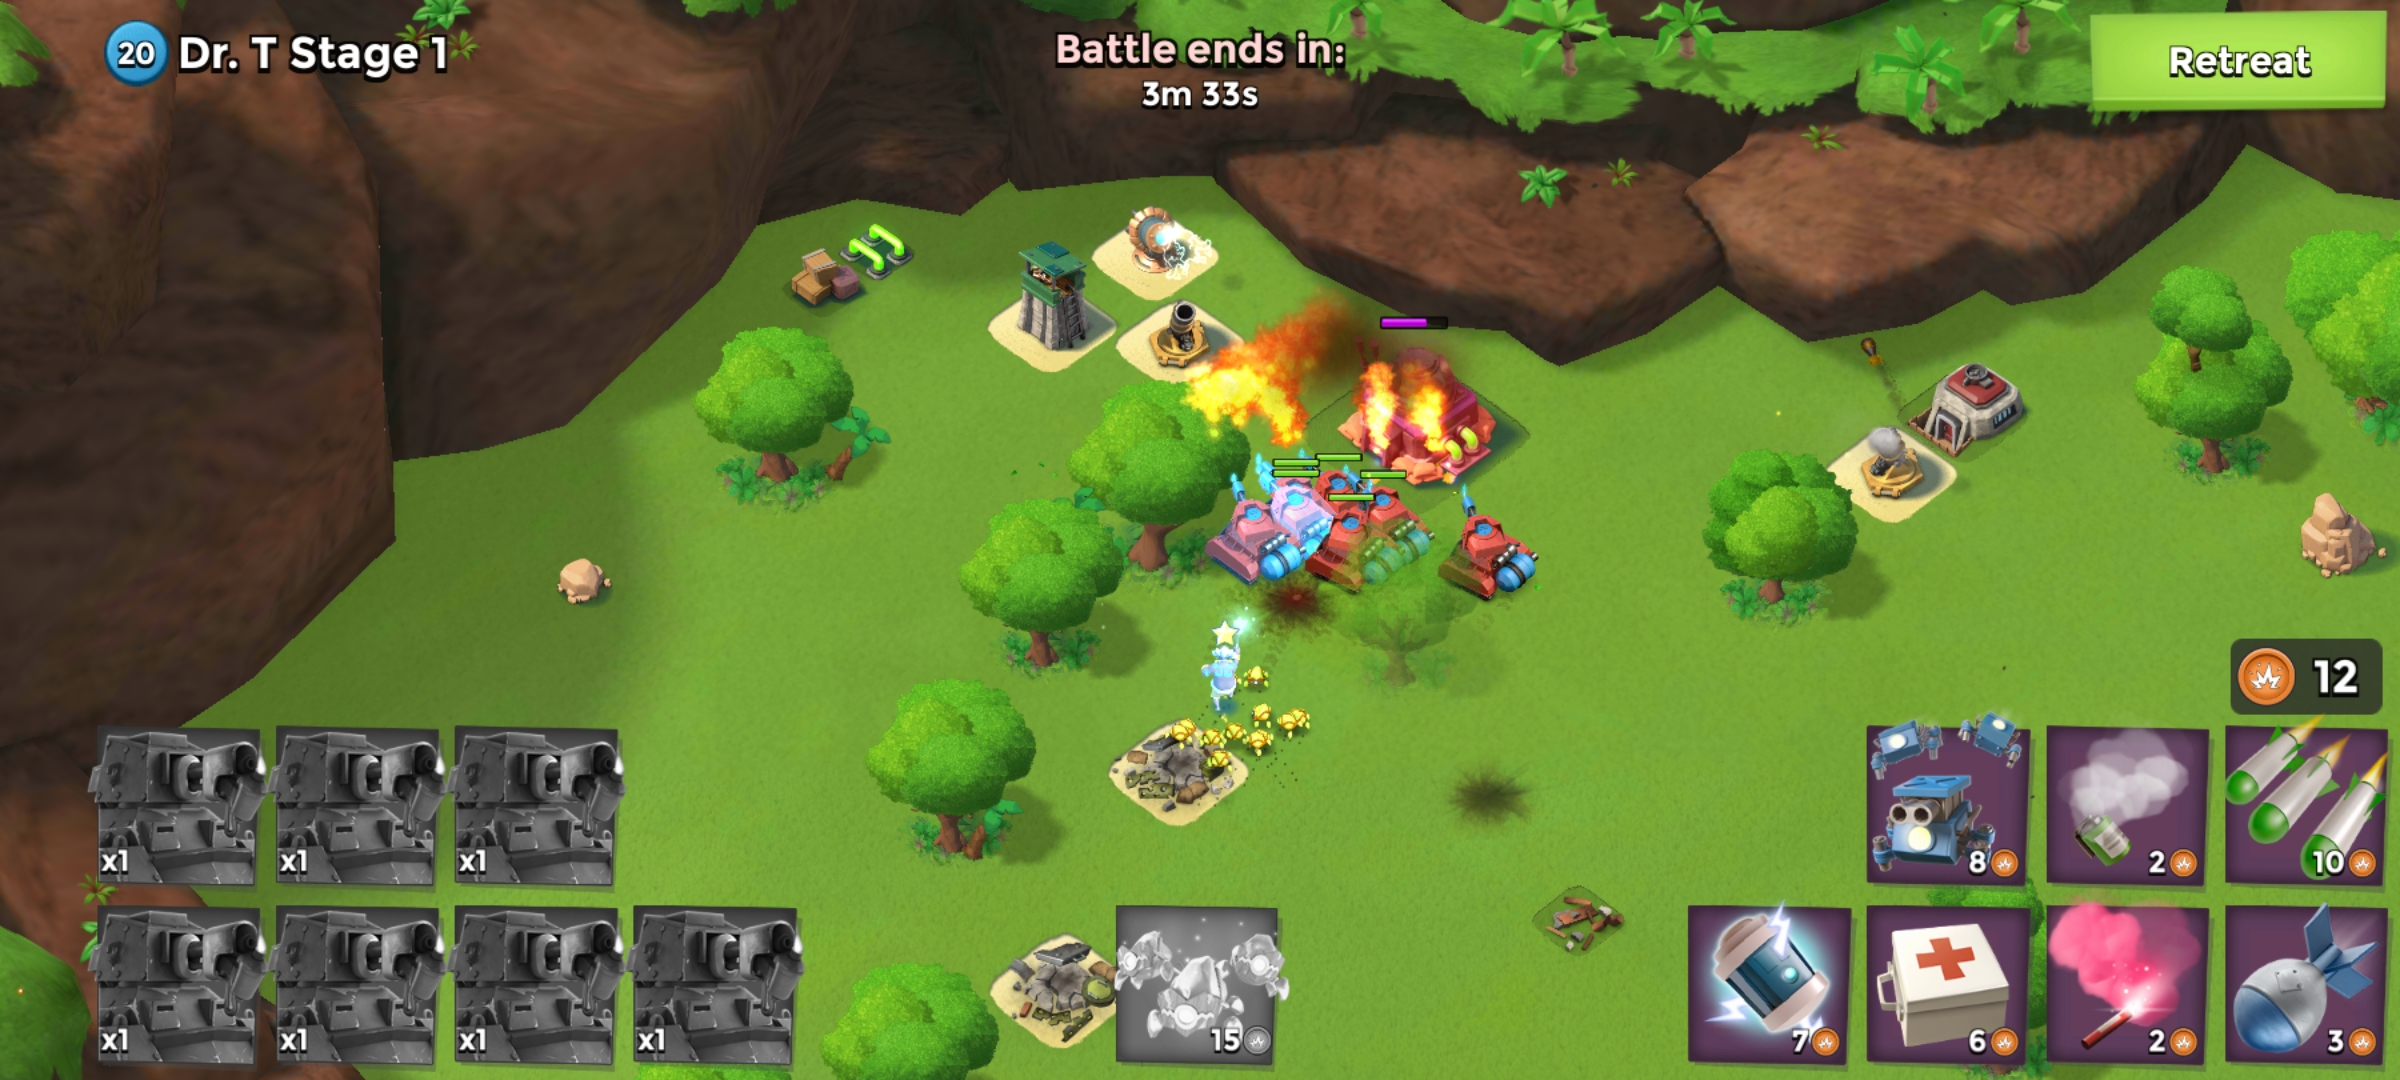 20 Dr. T Stage 1
Battle ends in:
3m 33s
Retreat
12
x1 x1 x1
8 2 10
x1 x1 x1 x1
15
7 6 2 3